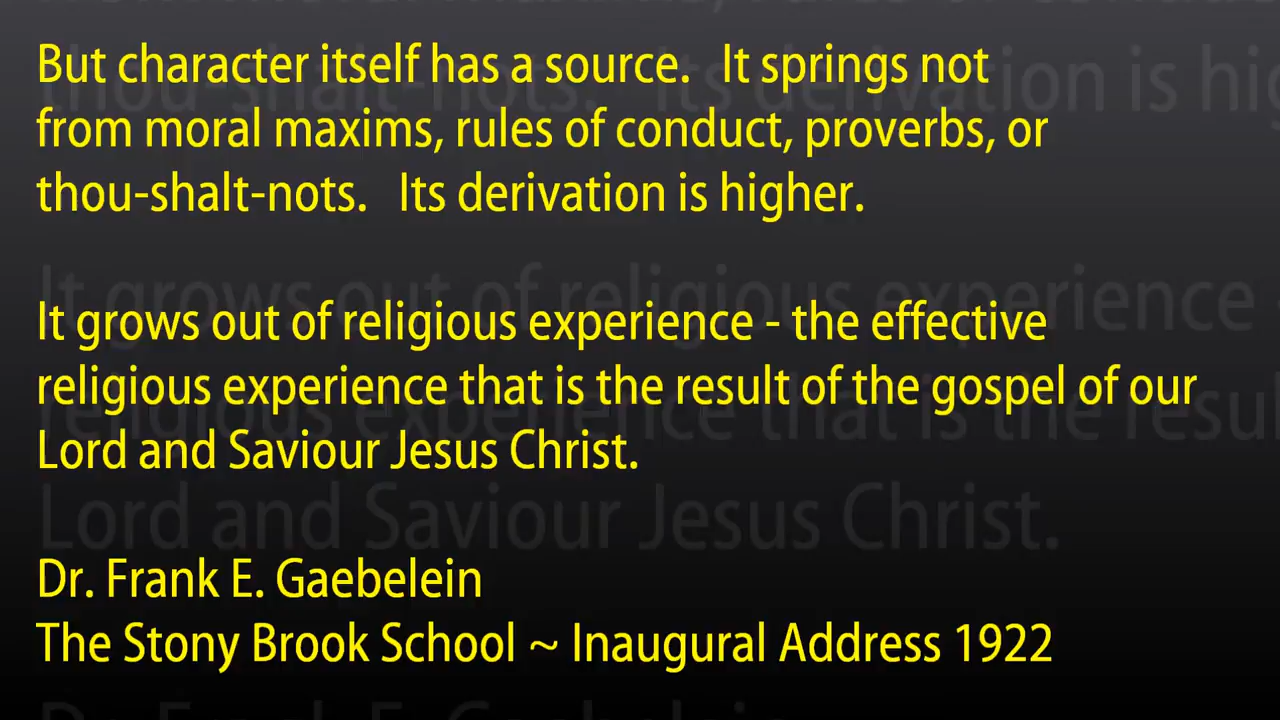 But character itself has a source.   It springs not
from moral maxims, rules of conduct, proverbs, or
thou-shalt-nots.   Its derivation is higher.
It grows out of religious experience - the effective
religious experience that is the result of the gospel of our
Lord and Saviour Jesus Christ.
Dr. Frank E. Gaebelein
The Stony Brook School ~ Inaugural Address 1922